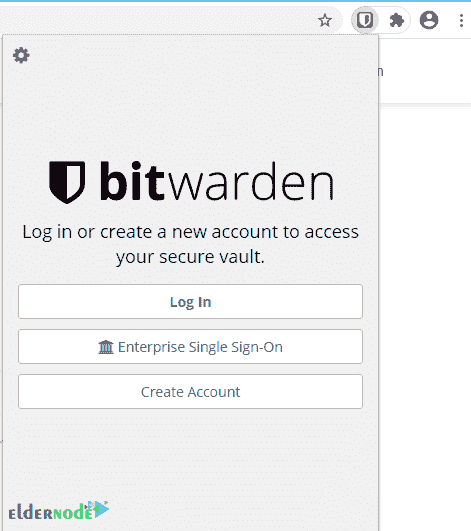 n
bitwarden
Log in or create a new account to access
your secure vault.
Log In
Enterprise Single Sign-On
Create Account
eldernode